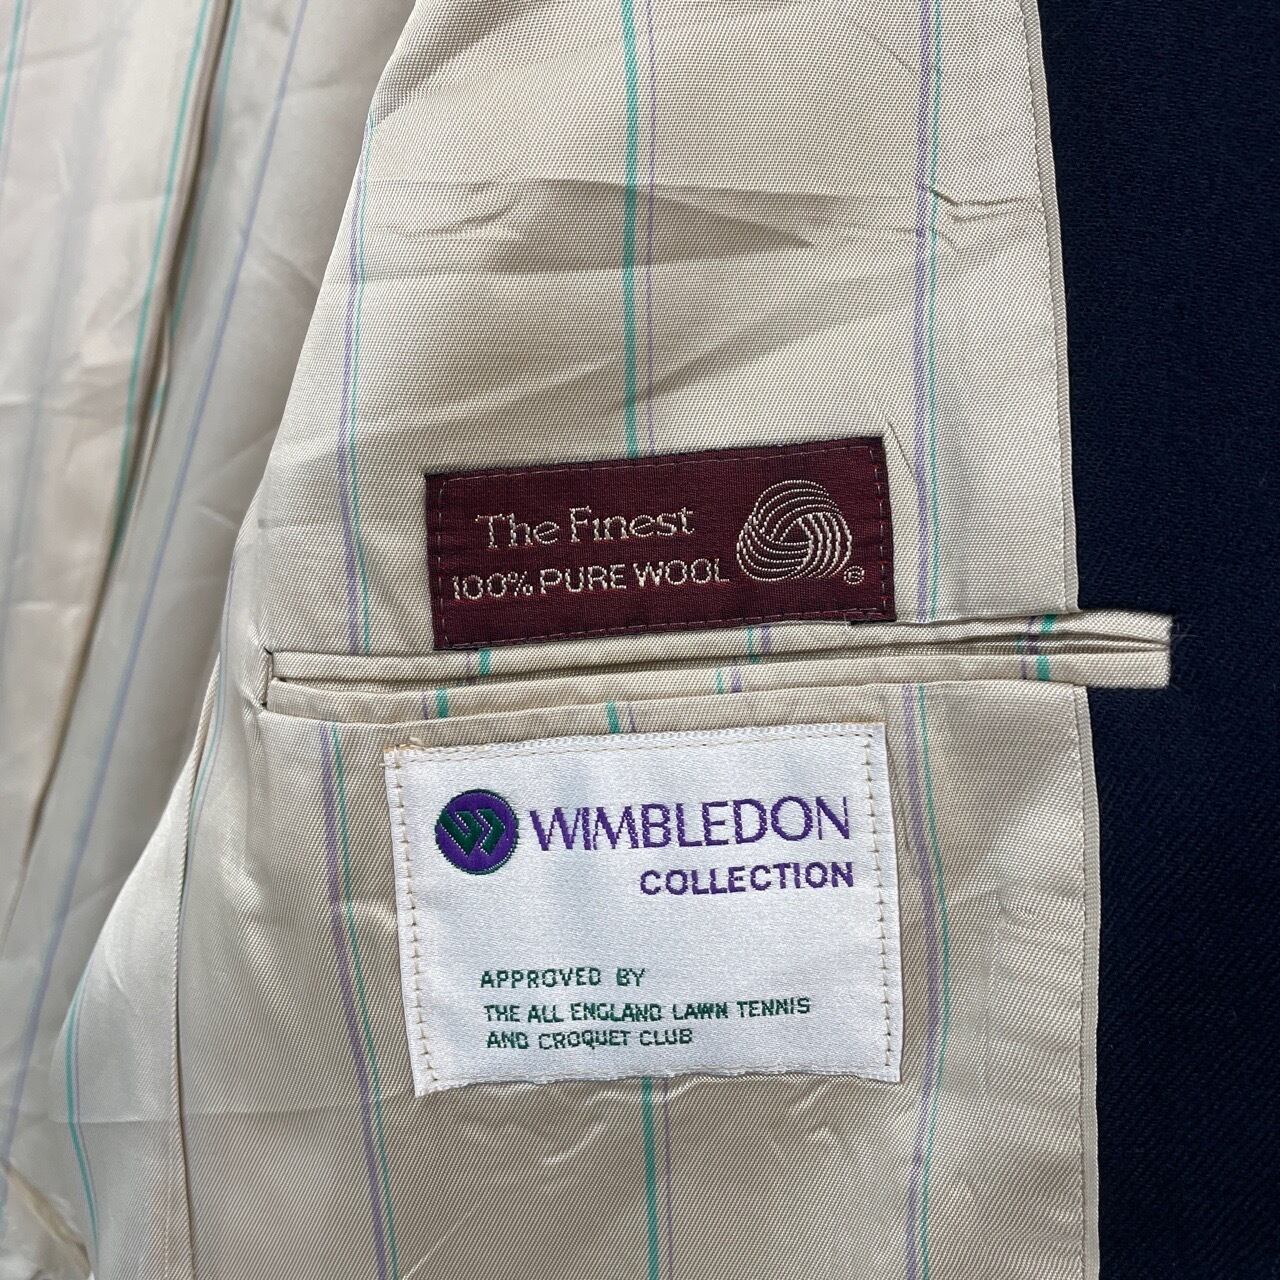 The Finest
100% PURE WOOL
®
WIMBLEDON
COLLECTION
APPROVED BY
THE ALL ENGLAND LAWN TENNIS
AND CROQUET CLUB